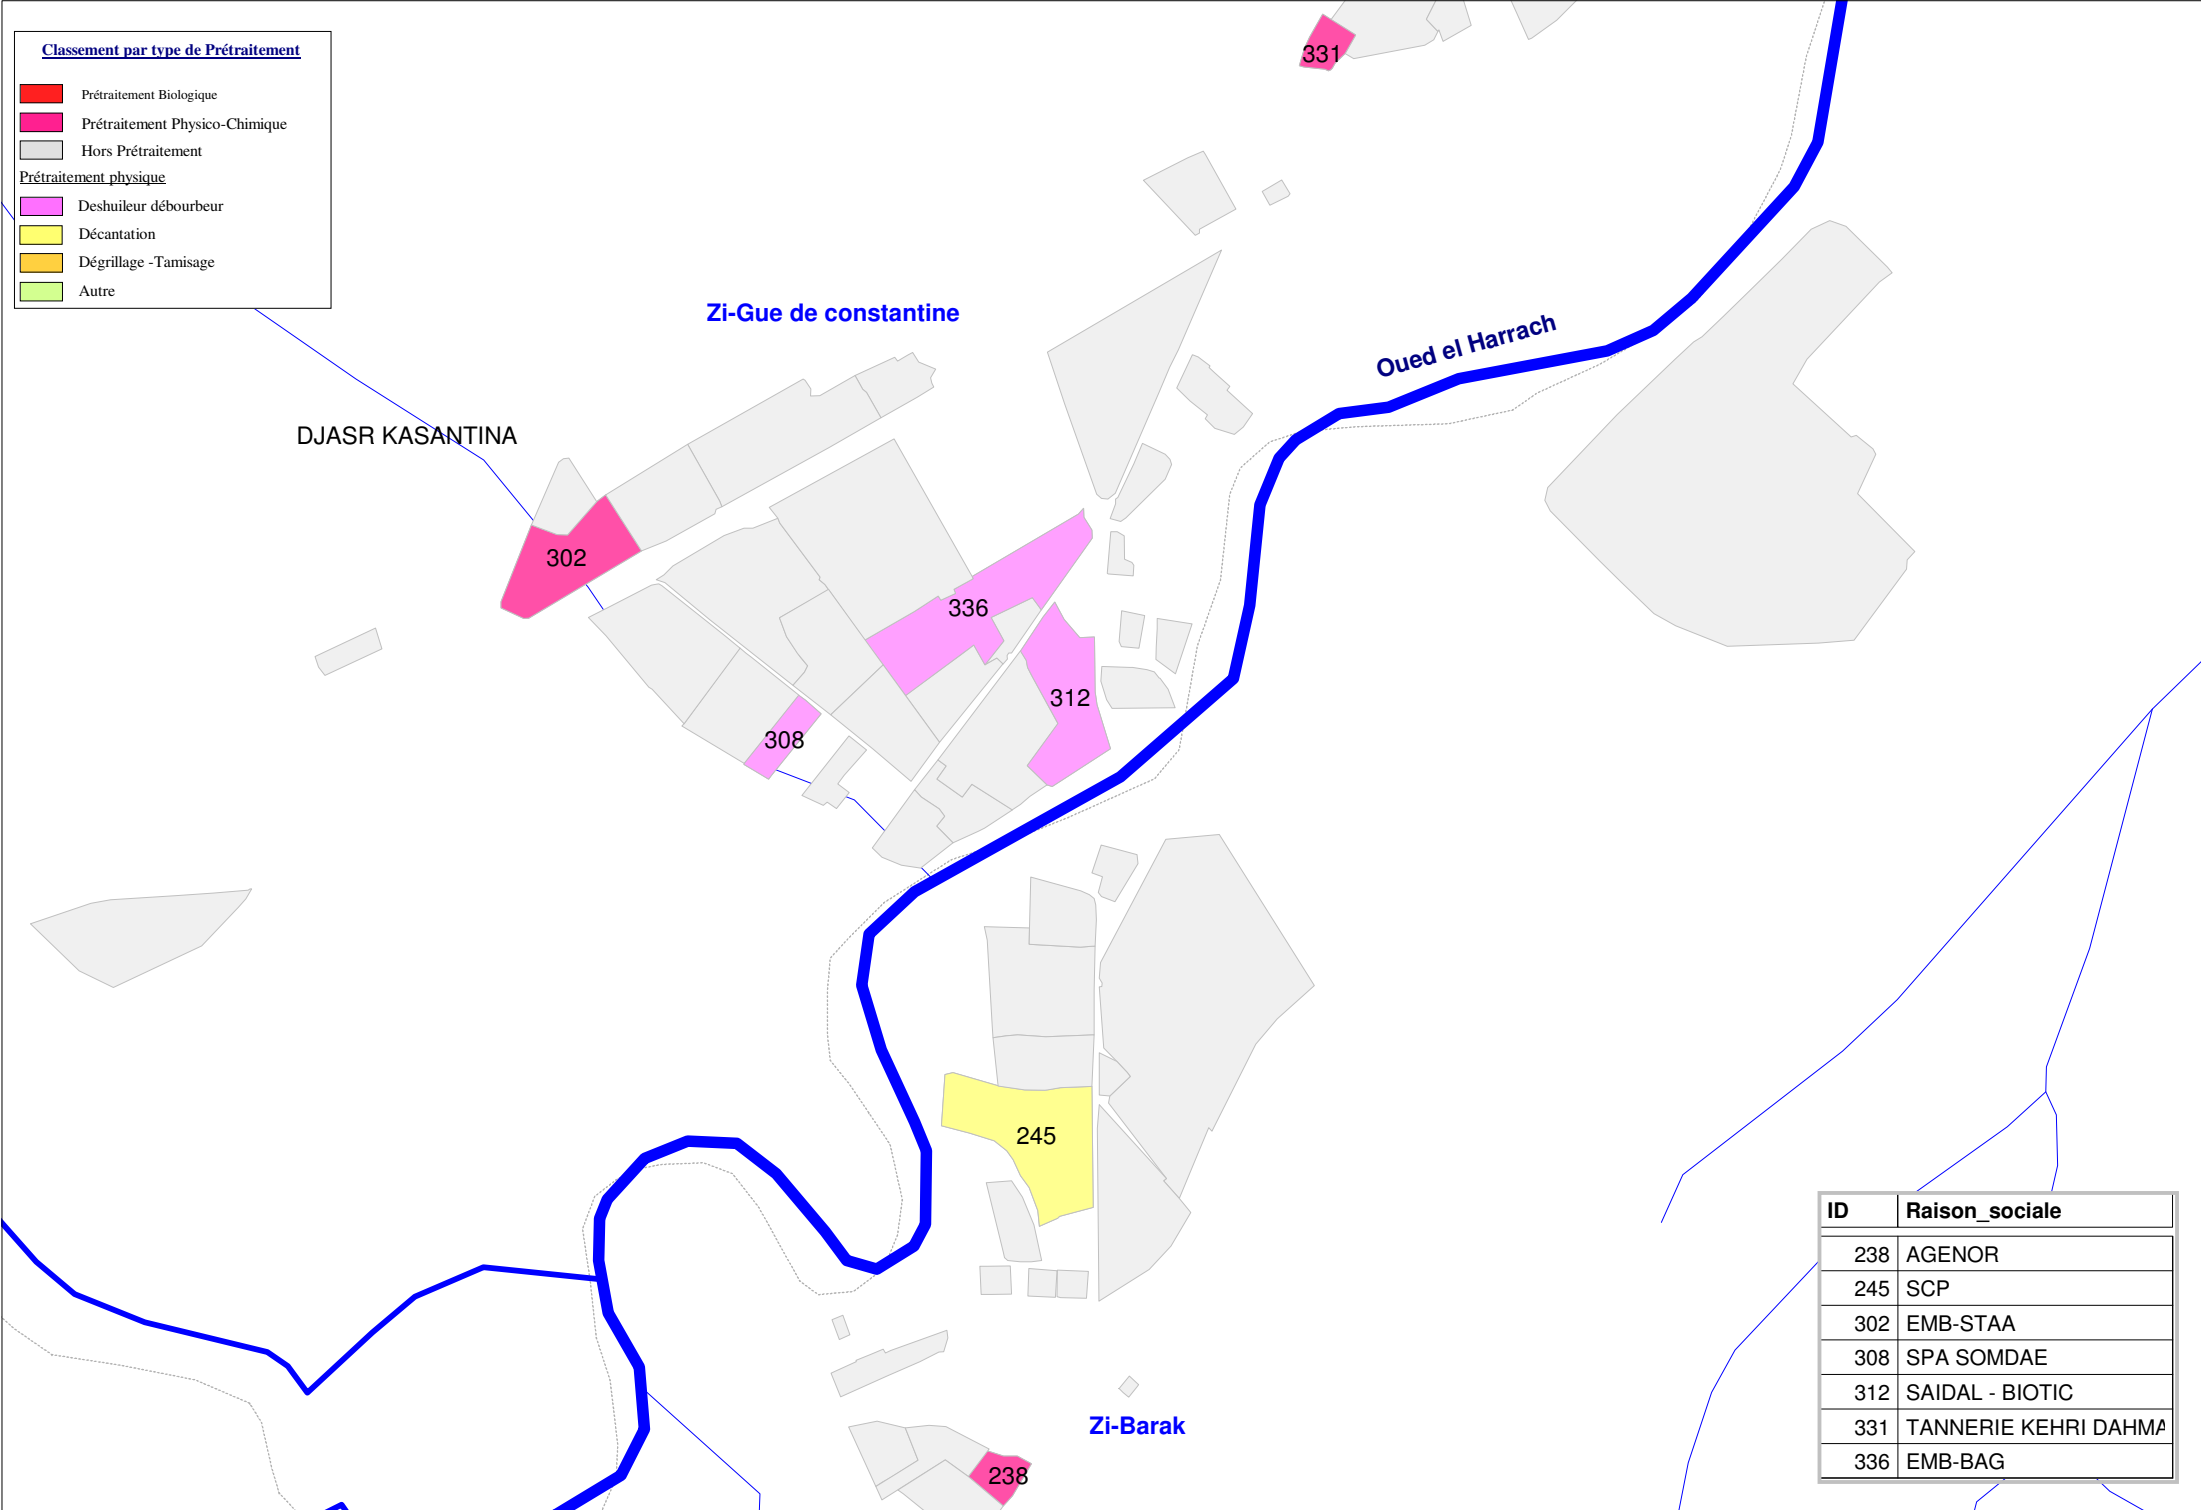 Classement par type de Prétraitement
Prétraitement Biologique
Prétraitement Physico-Chimique
Hors Prétraitement
Prétraitement physique
Deshuileur débourbeur
Décantation
Dégrillage -Tamisage
Autre
331
Zi-Gue de constantine
Oued el Harrach
DJASR KASANTINA
302
336
312
308
245
Zi-Barak
238
ID Raison_sociale
238 AGENOR
245 SCP
302 EMB-STAA
308 SPA SOMDAE
312 SAIDAL - BIOTIC
331 TANNERIE KEHRI DAHMA
336 EMB-BAG